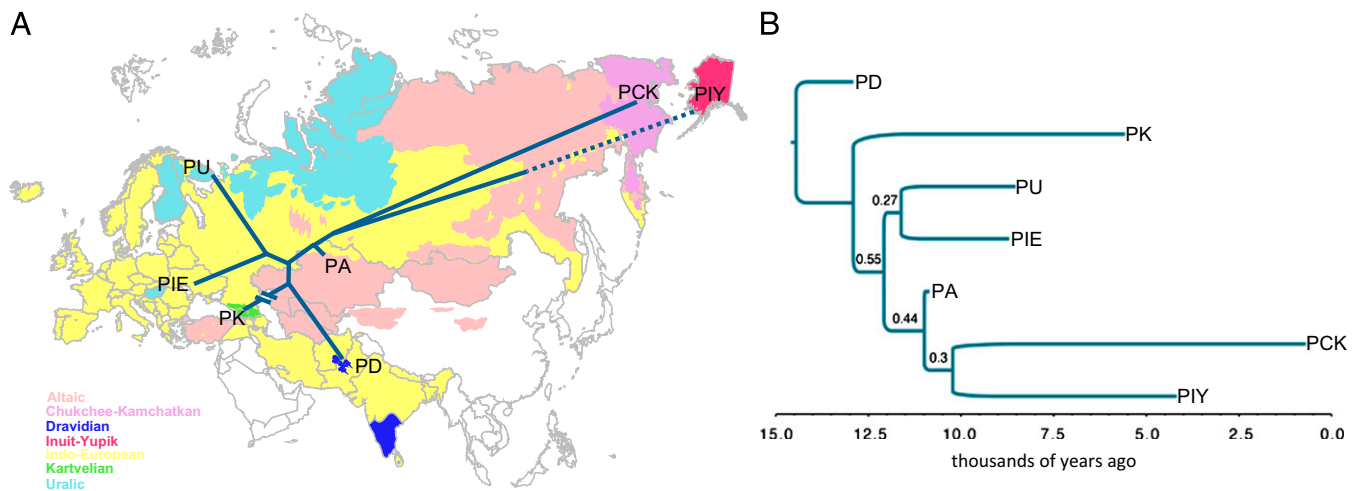 A
PCK
PIY
PU
PA
PIE
PK
PD
Altaic
Chukchee-Kamchatkan
Dravidian
Inuit-Yupik
Indo-European
Kartvelian
Uralic
B
PD
PK
PU
0.27
PIE
0.55
PA
0.44
PCK
0.3
PIY
15.0 12.5 10.0 7.5 5.0 2.5 0.0
thousands of years ago